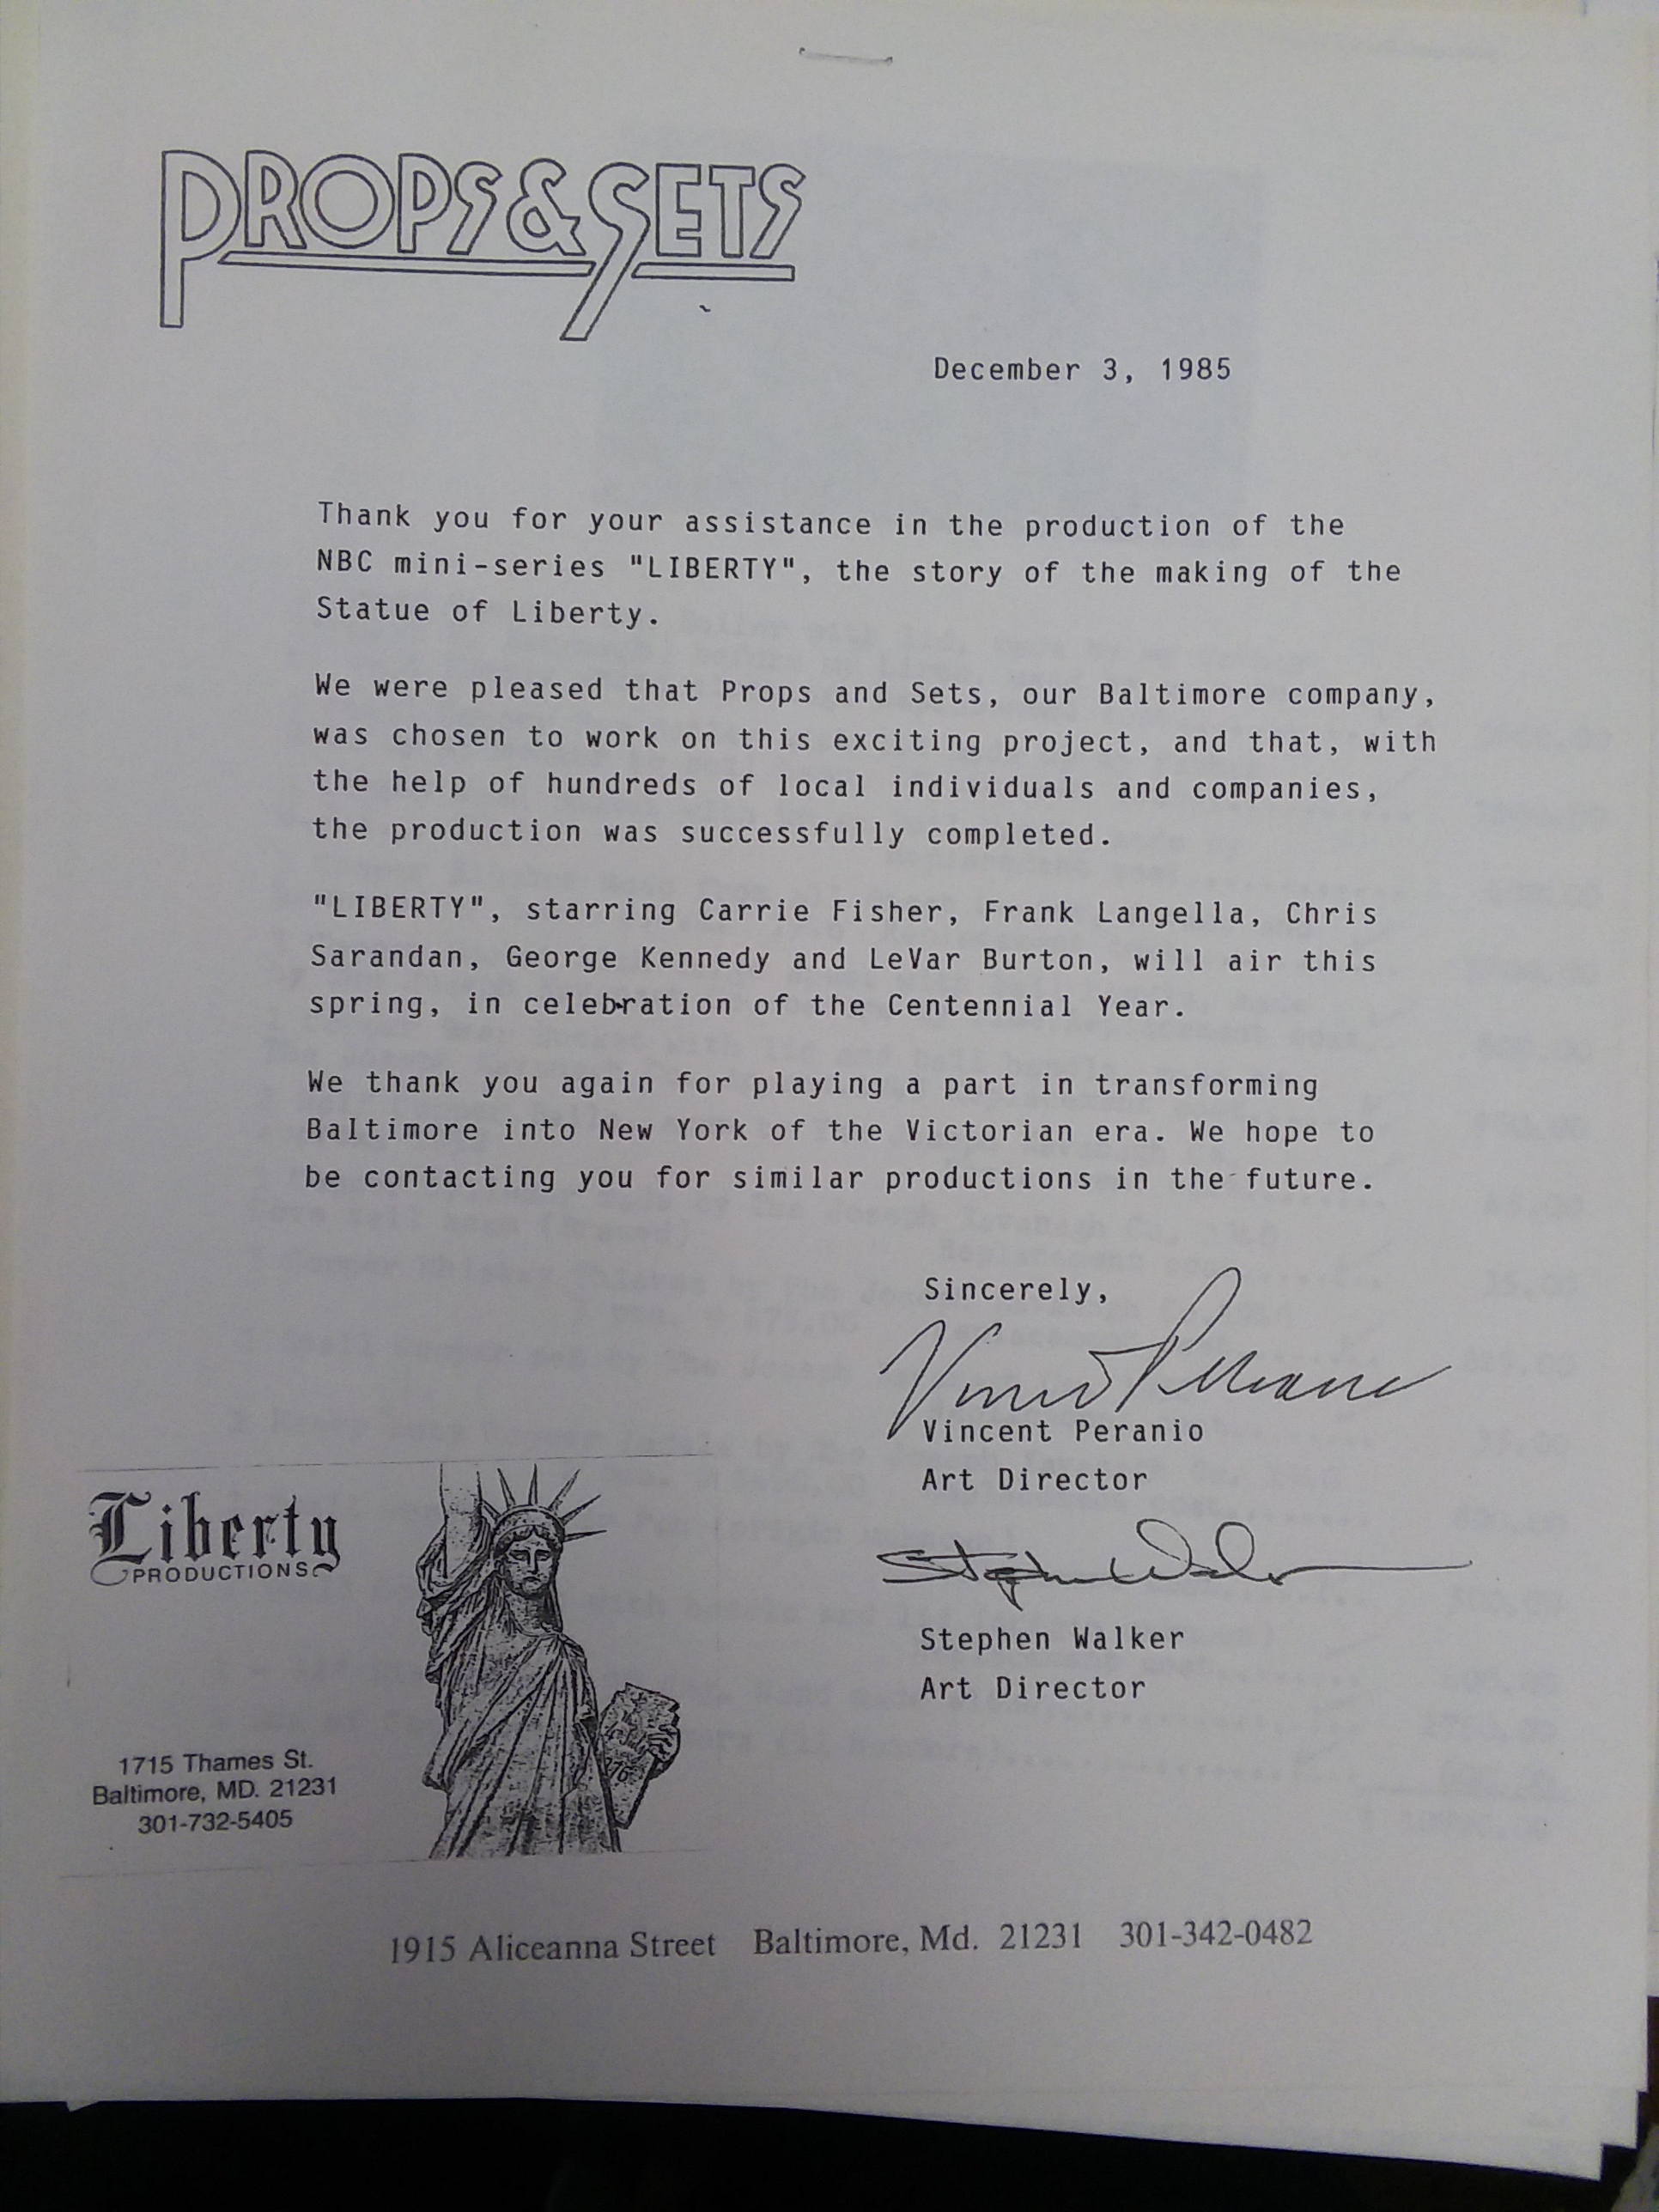 PROPS & SETS
December 3, 1985
Thank you for your assistance in the production of the
NBC mini-series "LIBERTY", the story of the making of the
Statue of Liberty.
We were pleased that Props and Sets, our Baltimore company,
was chosen to work on this exciting project, and that, with
the help of hundreds of local individuals and companies,
the production was successfully completed.
"LIBERTY", starring Carrie Fisher, Frank Langella, Chris
Sarandan, George Kennedy and LeVar Burton, will air this
spring, in celebration of the Centennial Year.
We thank you again for playing a part in transforming
Baltimore into New York of the Victorian era. We hope to
be contacting you for similar productions in the future.
Sincerely,
Vincent Peranio
Vincent Peranio
Art Director
Stephen Walker
Stephen Walker
Art Director
Liberty
PRODUCTIONS
1715 Thames St.
Baltimore, MD. 21231
301-732-5405
1915 Aliceanna Street Baltimore, Md. 21231 301-342-0482